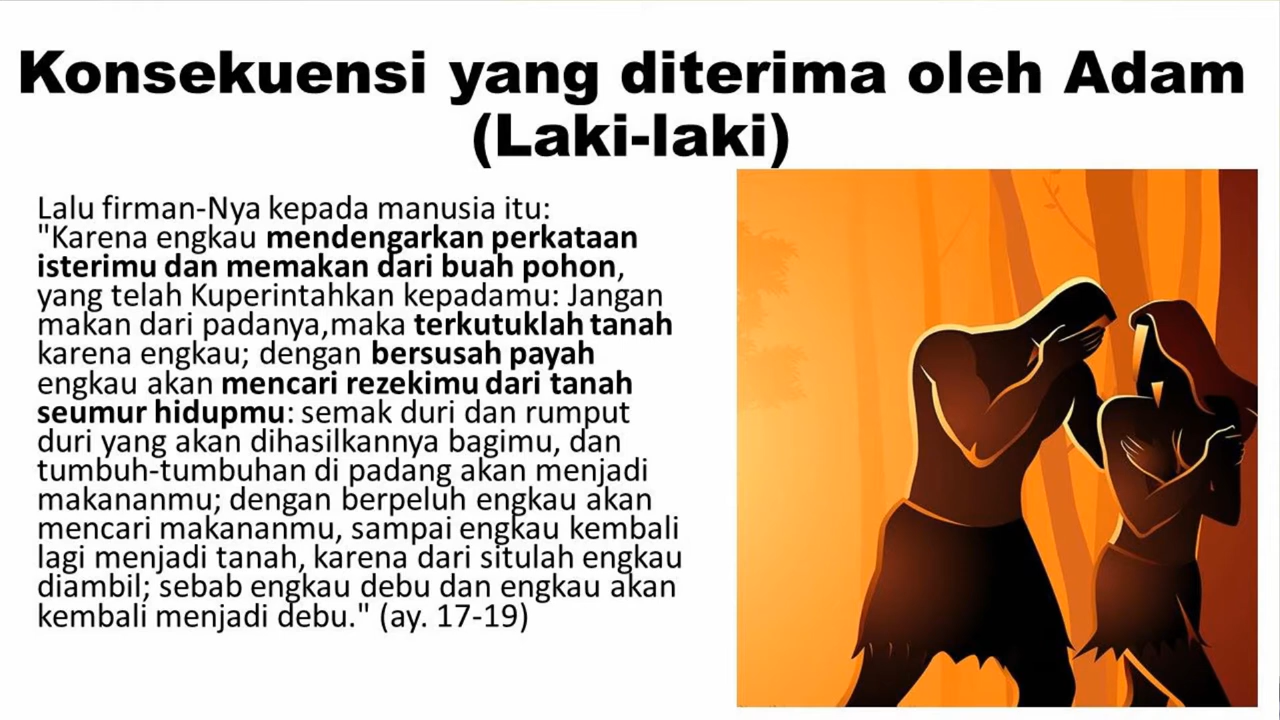 Konsekuensi yang diterima oleh Adam
(Laki-laki)
Lalu firman-Nya kepada manusia itu:
"Karena engkau mendengarkan perkataan
isterimu dan memakan dari buah pohon,
yang telah Kuperintahkan kepadamu: Jangan
makan dari padanya,maka terkutuklah tanah
karena engkau; dengan bersusah payah
engkau akan mencari rezekimu dari tanah
seumur hidupmu: semak duri dan rumput
duri yang akan dihasilkannya bagimu, dan
tumbuh-tumbuhan di padang akan menjadi
makananmu; dengan berpeluh engkau akan
mencari makananmu, sampai engkau kembali
lagi menjadi tanah, karena dari situlah engkau
diambil; sebab engkau debu dan engkau akan
kembali menjadi debu." (ay. 17-19)